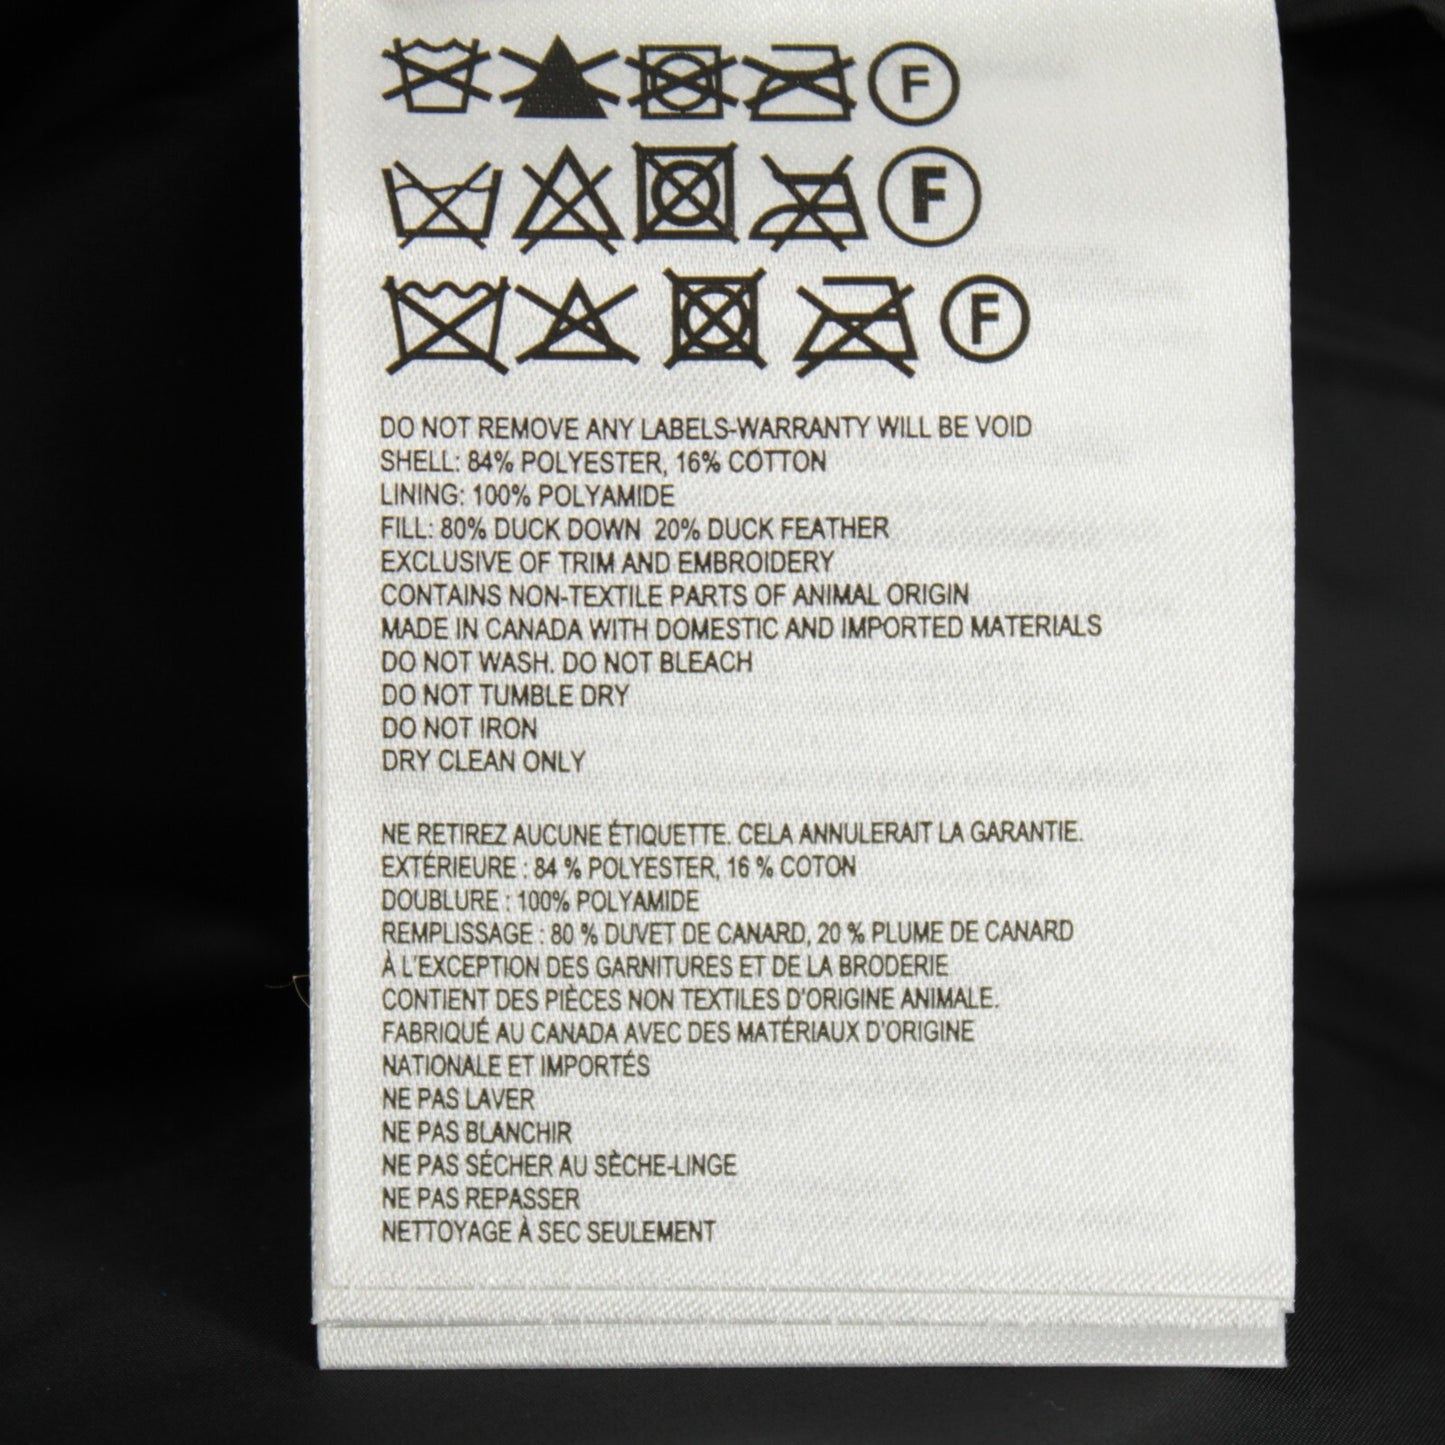 F
F
F
DO NOT REMOVE ANY LABELS-WARRANTY WILL BE VOID
SHELL: 84% POLYESTER, 16% COTTON
LINING: 100% POLYAMIDE
FILL: 80% DUCK DOWN  20% DUCK FEATHER
EXCLUSIVE OF TRIM AND EMBROIDERY
CONTAINS NON-TEXTILE PARTS OF ANIMAL ORIGIN
MADE IN CANADA WITH DOMESTIC AND IMPORTED MATERIALS
DO NOT WASH. DO NOT BLEACH
DO NOT TUMBLE DRY
DO NOT IRON
DRY CLEAN ONLY
NE RETIREZ AUCUNE ÉTIQUETTE. CELA ANNULERAIT LA GARANTIE.
EXTÉRIEURE : 84 % POLYESTER, 16 % COTON
DOUBLURE : 100% POLYAMIDE
REMPLISSAGE : 80 % DUVET DE CANARD, 20 % PLUME DE CANARD
À L'EXCEPTION DES GARNITURES ET DE LA BRODERIE
CONTIENT DES PIÈCES NON TEXTILES D'ORIGINE ANIMALE.
FABRIQUÉ AU CANADA AVEC DES MATÉRIAUX D'ORIGINE
NATIONALE ET IMPORTÉS
NE PAS LAVER
NE PAS BLANCHIR
NE PAS SÉCHER AU SÈCHE-LINGE
NE PAS REPASSER
NETTOYAGE À SEC SEULEMENT